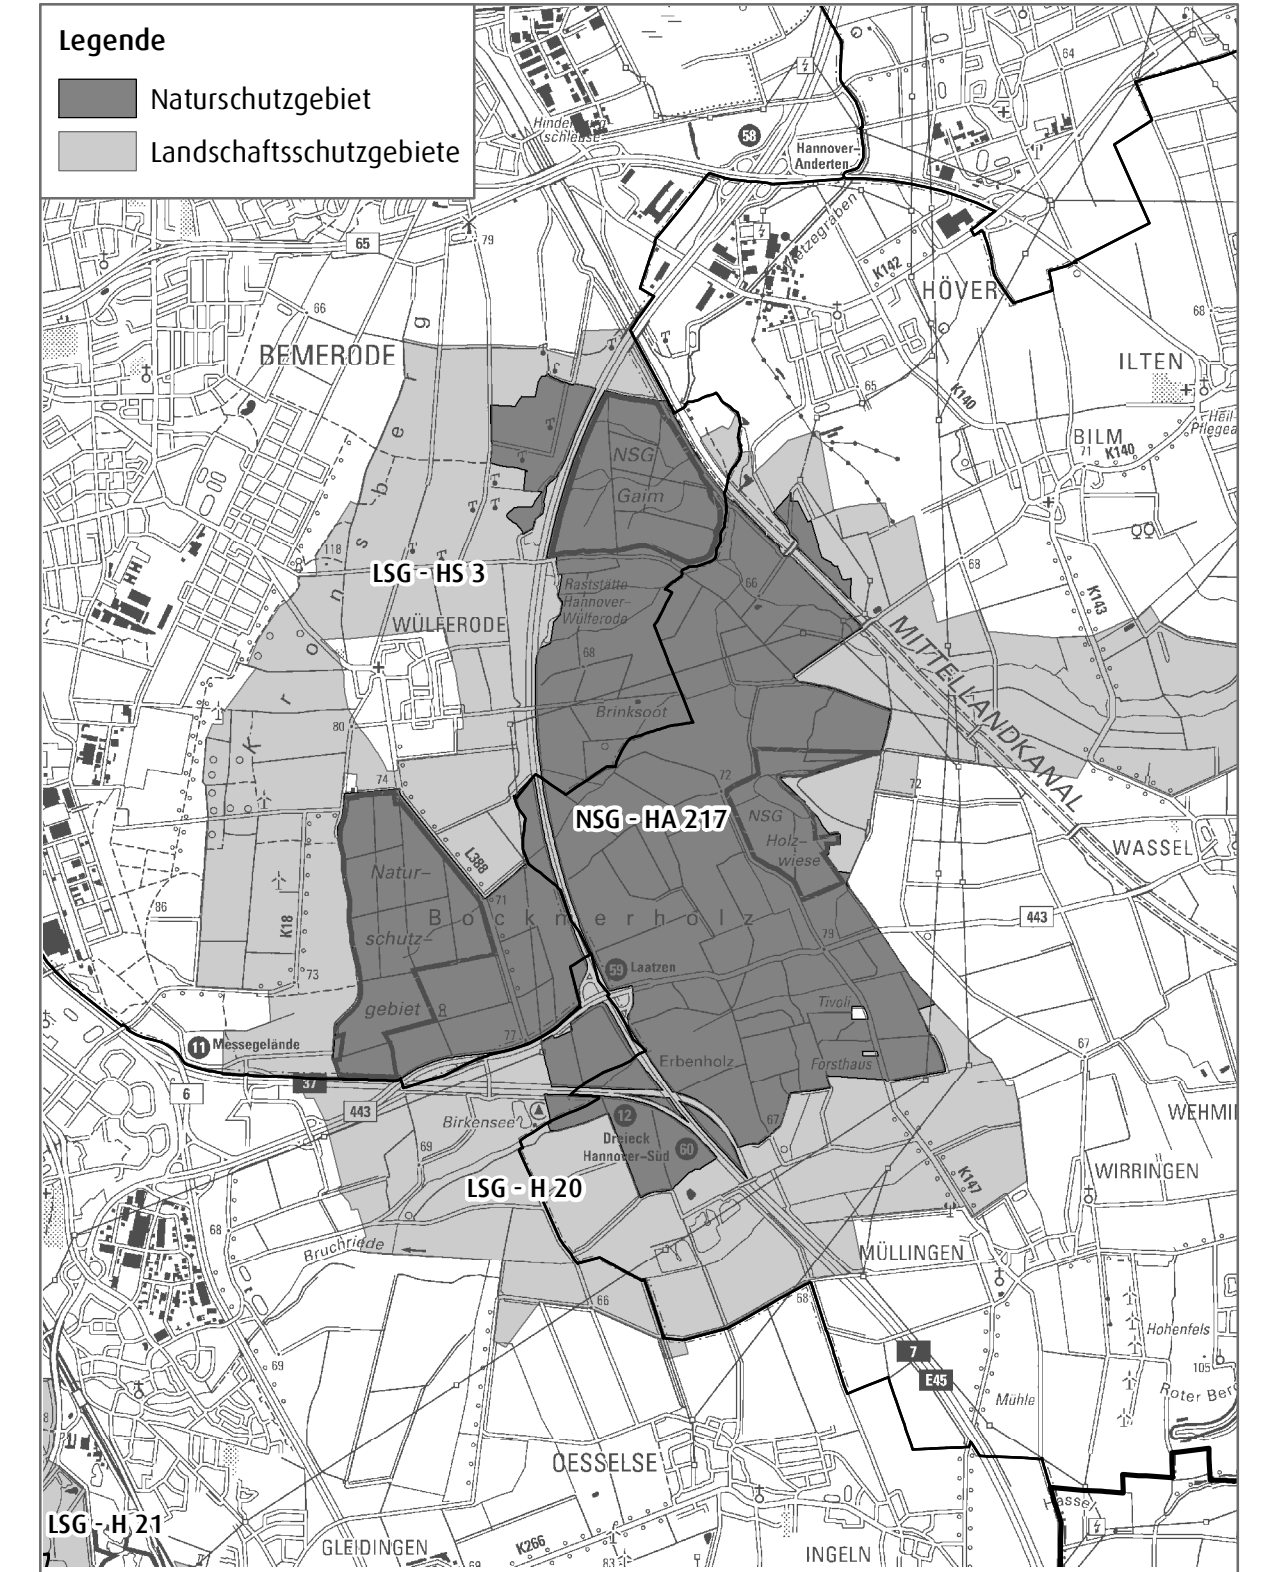 Legende
Naturschutzgebiet
Landschaftsschutzgebiete
64
58
Hannover-
Anderten
65
79
K142
HÖVER
66
68
BEMERODE
ILTEN
65
K140
BILM
71
K140
NSG
Gaim
118
LSG - HS 3
68
66
K143
Raststätte
Hannover-
Wülferode
WÜLFERODE
MITTELLANDKANAL
68
Brinksoot
80
K r o n s b e r g
74
72
72
NSG - HA 217
NSG
Holz-
wiese
WASSEL
L388
Natur-
71
86
Bockmerholz
443
K18
schutz-
79
59
Laatzen
73
gebiet
Tivoli
77
11
Messegelände
Erbenholz
Forsthaus
67
37
6
443
12
Birkensee
67
WEHMI
Dreieck
Hannover-Süd
60
69
WIRRINGEN
LSG - H 20
K147
68
Bruchriede
MÜLLINGEN
66
68
Hohenfels
7
69
105
E45
Roter Ber
Mühle
OESSELSE
LSG - H 21
Hassel
GLEIDINGEN
K266
INGELN
69
83
7